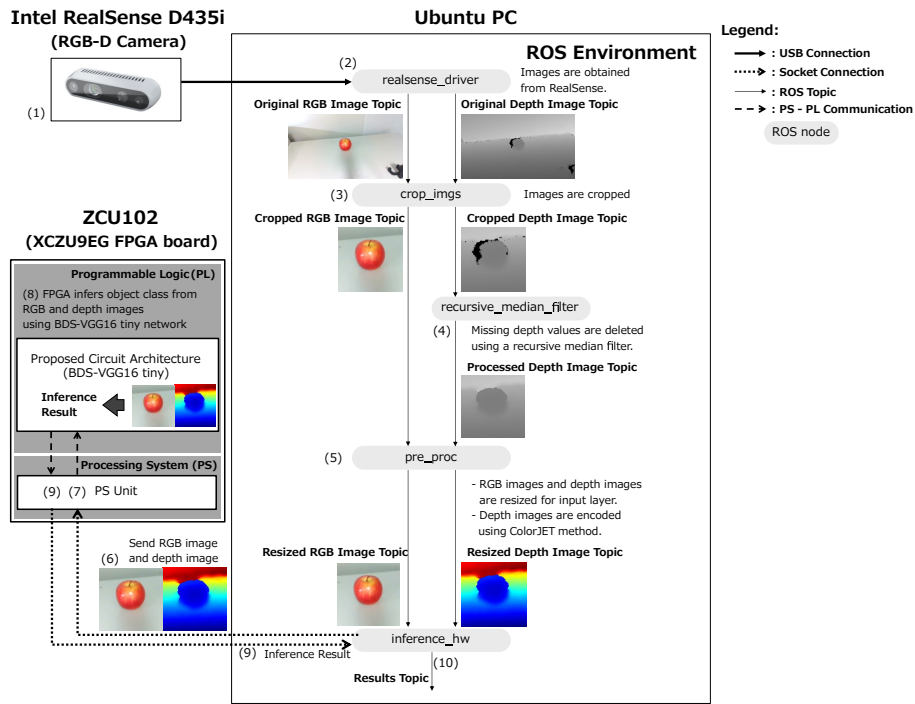 Intel RealSense D435i
(RGB-D Camera)
(1)
Ubuntu PC
ROS Environment
(2)
realsense_driver
Images are obtained
from RealSense.
Original RGB Image Topic
Original Depth Image Topic
(3)
crop_imgs
Images are cropped
Cropped RGB Image Topic
Cropped Depth Image Topic
recursive_median_filter
(4)
Missing depth values are deleted
using a recursive median filter.
Processed Depth Image Topic
(5)
pre_proc
- RGB images and depth images
are resized for input layer.
- Depth images are encoded
using ColorJET method.
Resized RGB Image Topic
Resized Depth Image Topic
inference_hw
(10)
Results Topic
Legend:
: USB Connection
: Socket Connection
: ROS Topic
: PS - PL Communication
ROS node
ZCU102
(XCZU9EG FPGA board)
Programmable Logic (PL)
(8) FPGA infers object class from
RGB and depth images
using BDS-VGG16 tiny network
Proposed Circuit Architecture
(BDS-VGG16 tiny)
Inference
Result
Processing System (PS)
(9) (7) PS Unit
(6)
Send RGB image
and depth image
(9) Inference Result